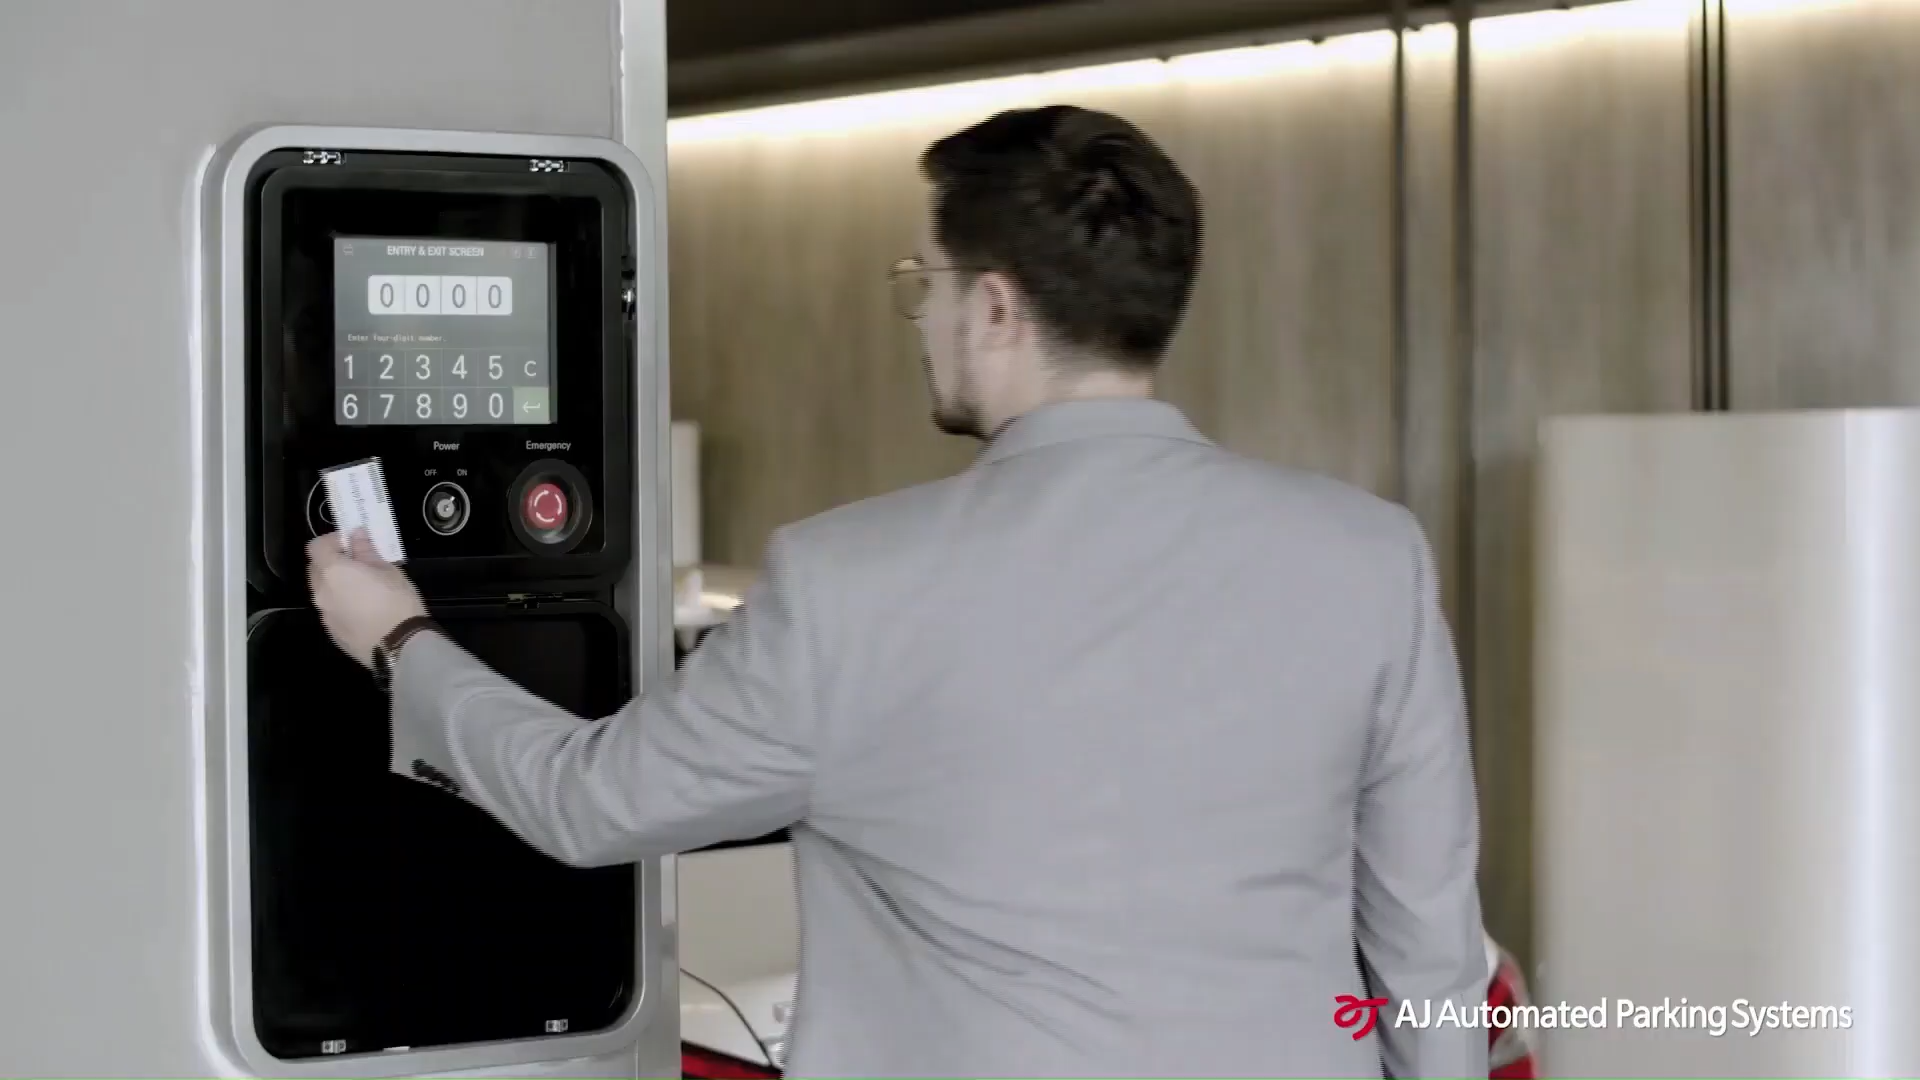 ENTRY & EXIT SCREEN
0 0 0 0
Enter four-digit number.
1 2 3 4 5 C
6 7 8 9 0
Power
Emergency
OFF ON
AJ Automated Parking Systems